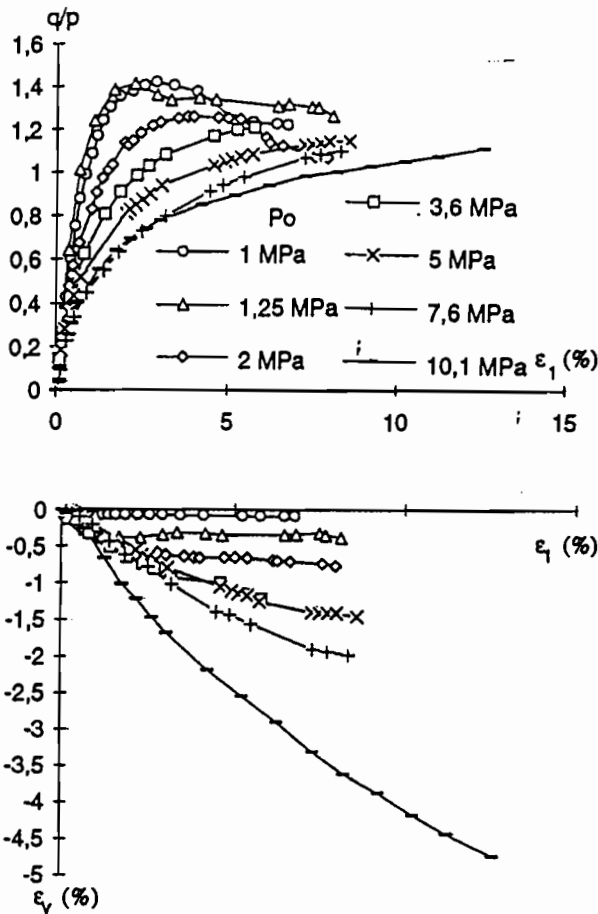 q/p
1,6
1,4
1,2
1
0,8
0,6
0,4
0,2
0
0
5
10
15
Po
1 MPa
1,25 MPa
2 MPa
3,6 MPa
5 MPa
7,6 MPa
10,1 MPa
ε1 (%)
0
-0,5
-1
-1,5
-2
-2,5
-3
-3,5
-4
-4,5
-5
ε1 (%)
εv (%)